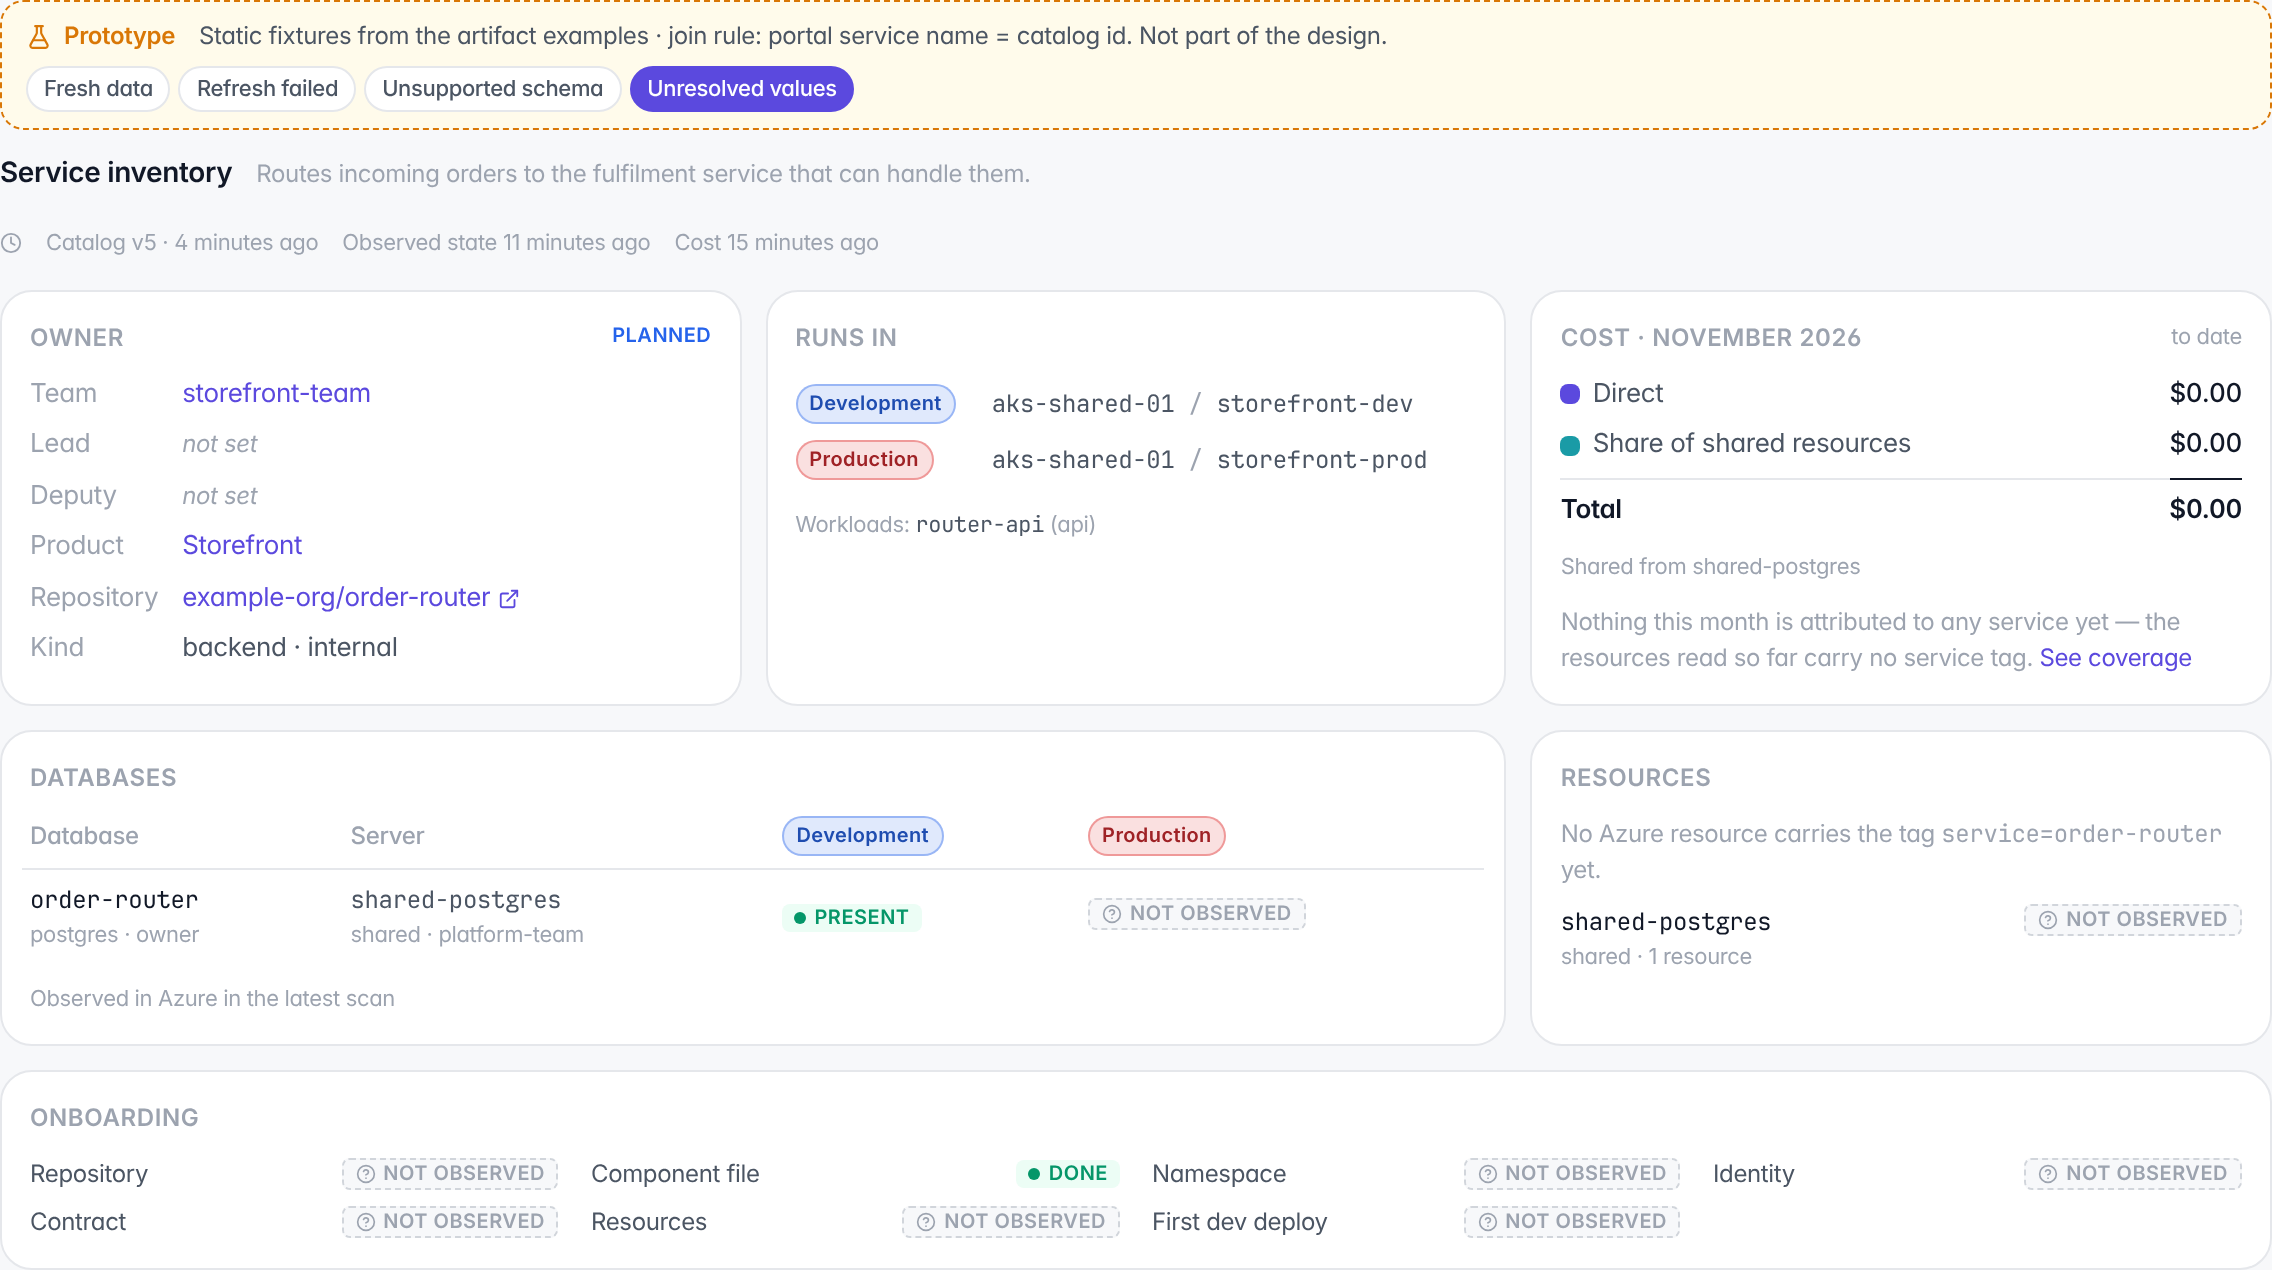 Prototype Static fixtures from the artifact examples · join rule: portal service name = catalog id. Not part of the design.
Fresh data Refresh failed Unsupported schema Unresolved values
Service inventory Routes incoming orders to the fulfilment service that can handle them.
Catalog v5 · 4 minutes ago Observed state 11 minutes ago Cost 15 minutes ago
OWNER PLANNED
Team storefront-team
Lead not set
Deputy not set
Product Storefront
Repository example-org/order-router
Kind backend · internal
RUNS IN
Development aks-shared-01 / storefront-dev
Production aks-shared-01 / storefront-prod
Workloads: router-api (api)
COST · NOVEMBER 2026 to date
Direct $0.00
Share of shared resources $0.00
Total $0.00
Shared from shared-postgres
Nothing this month is attributed to any service yet — the
resources read so far carry no service tag. See coverage
DATABASES
Database Server Development Production
order-router shared-postgres PRESENT NOT OBSERVED
postgres · owner shared · platform-team
Observed in Azure in the latest scan
RESOURCES
No Azure resource carries the tag service=order-router
yet.
shared-postgres NOT OBSERVED
shared · 1 resource
ONBOARDING
Repository NOT OBSERVED Component file DONE Namespace NOT OBSERVED Identity NOT OBSERVED
Contract NOT OBSERVED Resources NOT OBSERVED First dev deploy NOT OBSERVED